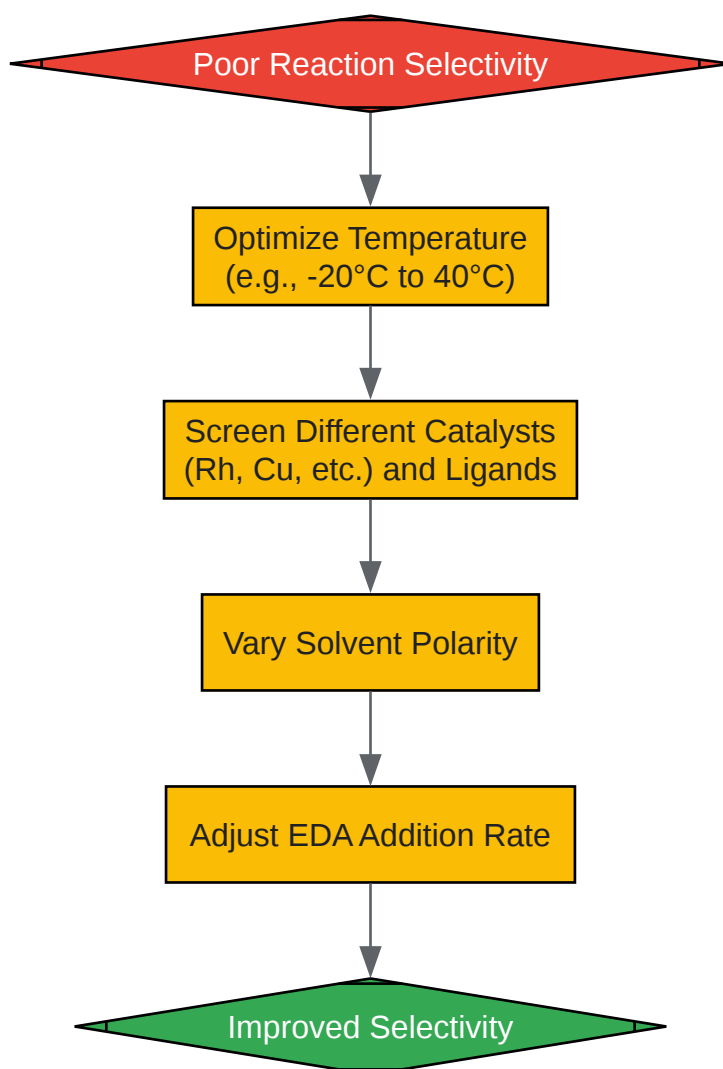 Poor Reaction Selectivity
Optimize Temperature
(e.g., -20°C to 40°C)
Screen Different Catalysts
(Rh, Cu, etc.) and Ligands
Vary Solvent Polarity
Adjust EDA Addition Rate
Improved Selectivity